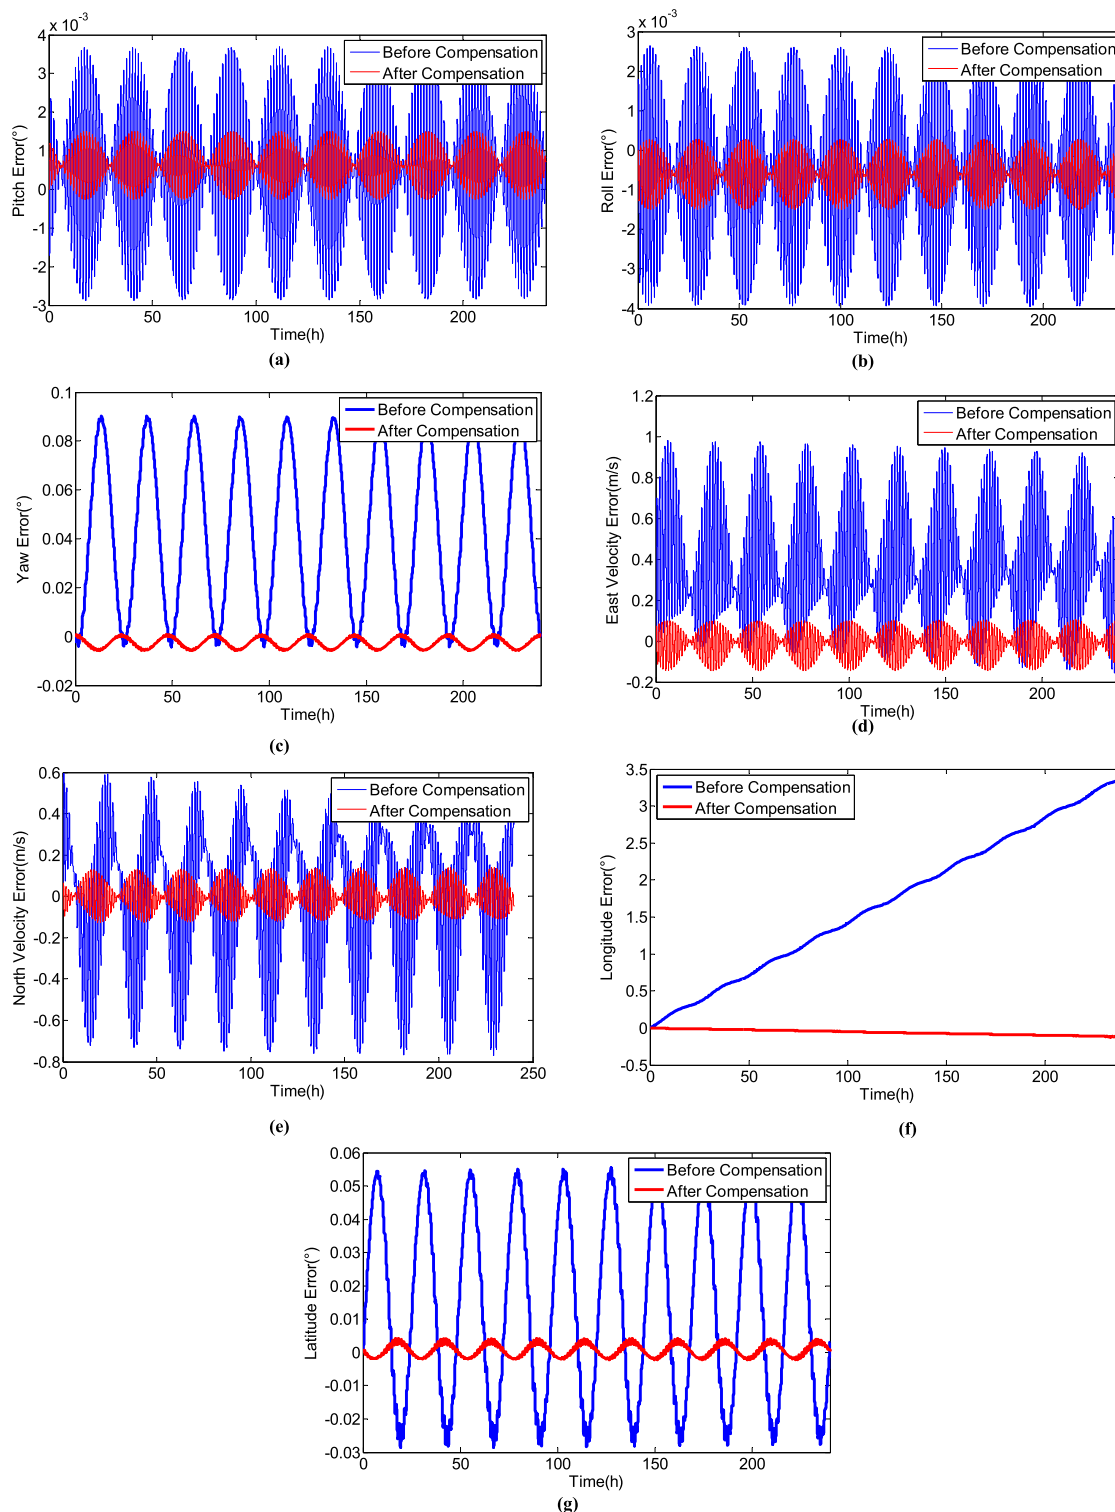 x 10⁻³
4
3
2
1
0
-1
-2
-3
Pitch Error(°)
Before Compensation
After Compensation
0 50 100 150 200
Time(h)
(a)
x 10⁻³
3
2
1
0
-1
-2
-3
-4
Roll Error(°)
Before Compensation
After Compensation
0 50 100 150 200
Time(h)
(b)
0.1
0.08
0.06
0.04
0.02
0
-0.02
Yaw Error(°)
Before Compensation
After Compensation
0 50 100 150 200
Time(h)
(c)
1.2
1
0.8
0.6
0.4
0.2
0
-0.2
East Velocity Error(m/s)
Before Compensation
After Compensation
0 50 100 150 200
Time(h)
(d)
0.6
0.4
0.2
0
-0.2
-0.4
-0.6
-0.8
North Velocity Error(m/s)
Before Compensation
After Compensation
0 50 100 150 200 250
Time(h)
(e)
3.5
3
2.5
2
1.5
1
0.5
0
-0.5
Longitude Error(°)
Before Compensation
After Compensation
0 50 100 150 200
Time(h)
(f)
0.06
0.05
0.04
0.03
0.02
0.01
0
-0.01
-0.02
-0.03
Latitude Error(°)
Before Compensation
After Compensation
0 50 100 150 200
Time(h)
(g)